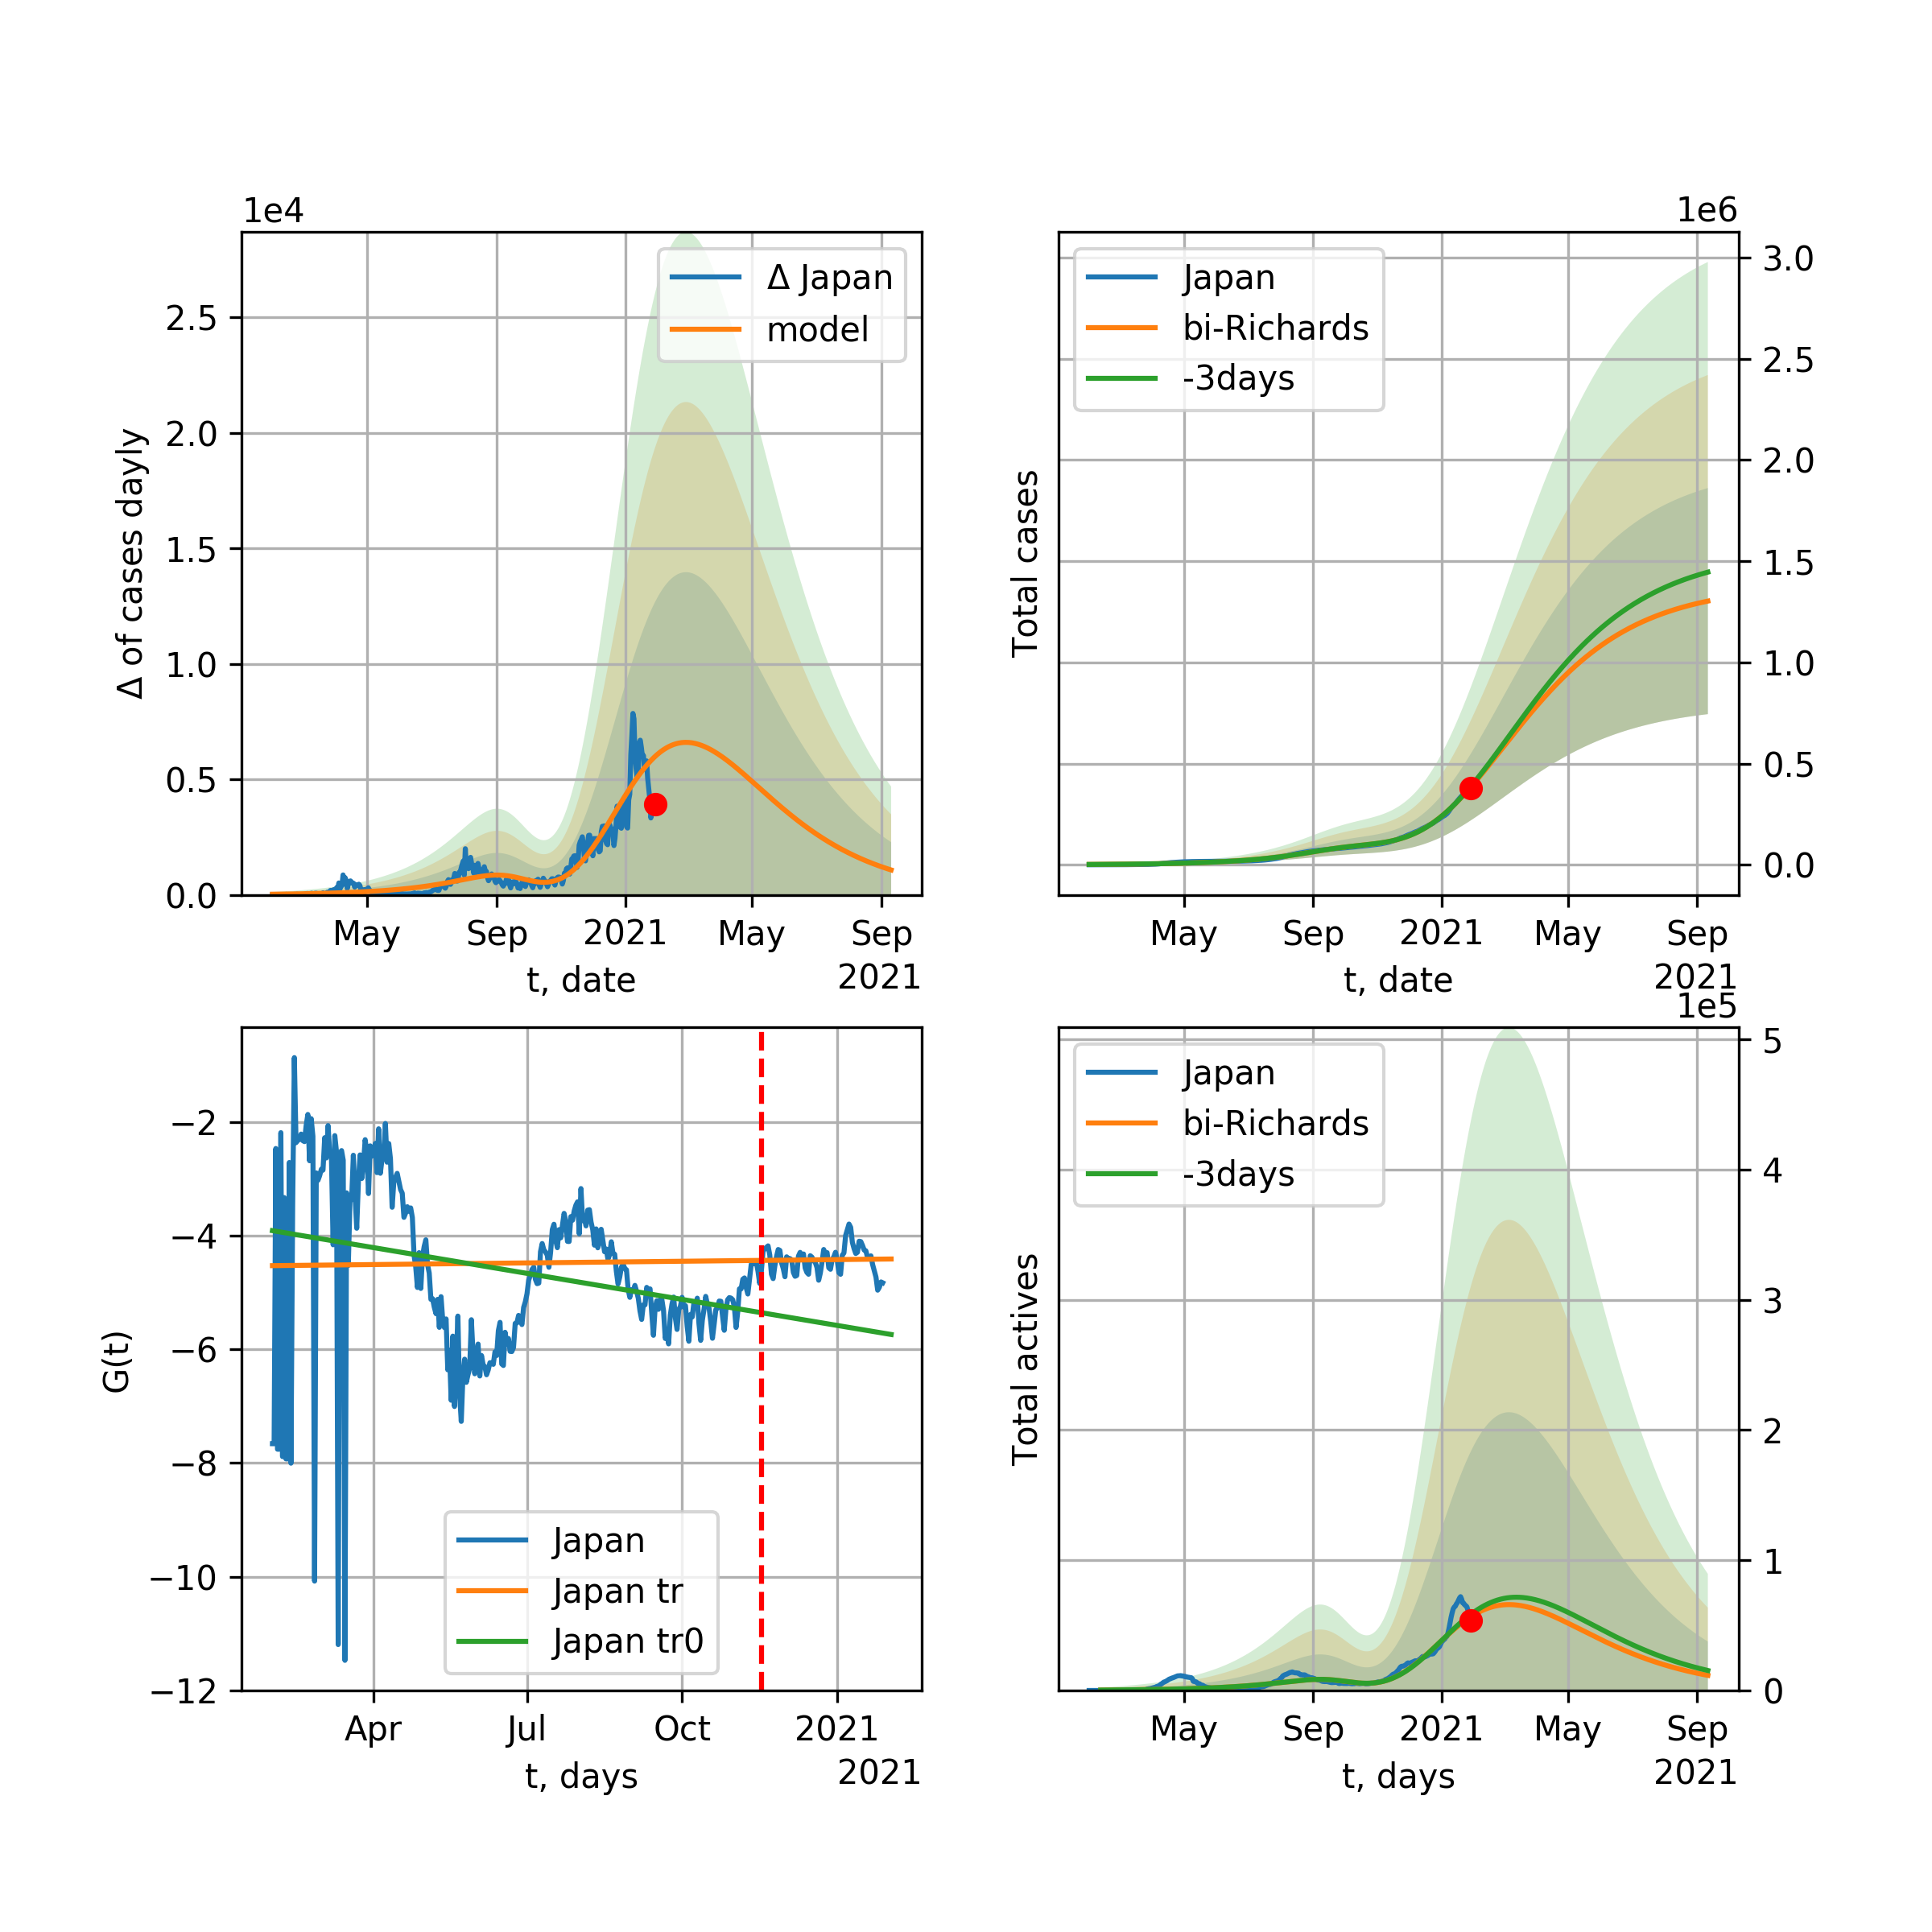 1e4
Δ of cases dayly
2.5
2.0
1.5
1.0
0.5
0.0
Δ Japan
model
May Sep 2021 May Sep
t, date
2021
1e6
Total cases
Japan
bi-Richards
-3days
3.0
2.5
2.0
1.5
1.0
0.5
0.0
May Sep 2021 May Sep
t, date
2021
G(t)
−2
−4
−6
−8
−10
−12
Japan
Japan tr
Japan tr0
Apr Jul Oct 2021
t, days
2021
1e5
Total actives
Japan
bi-Richards
-3days
5
4
3
2
1
0
May Sep 2021 May Sep
t, days
2021